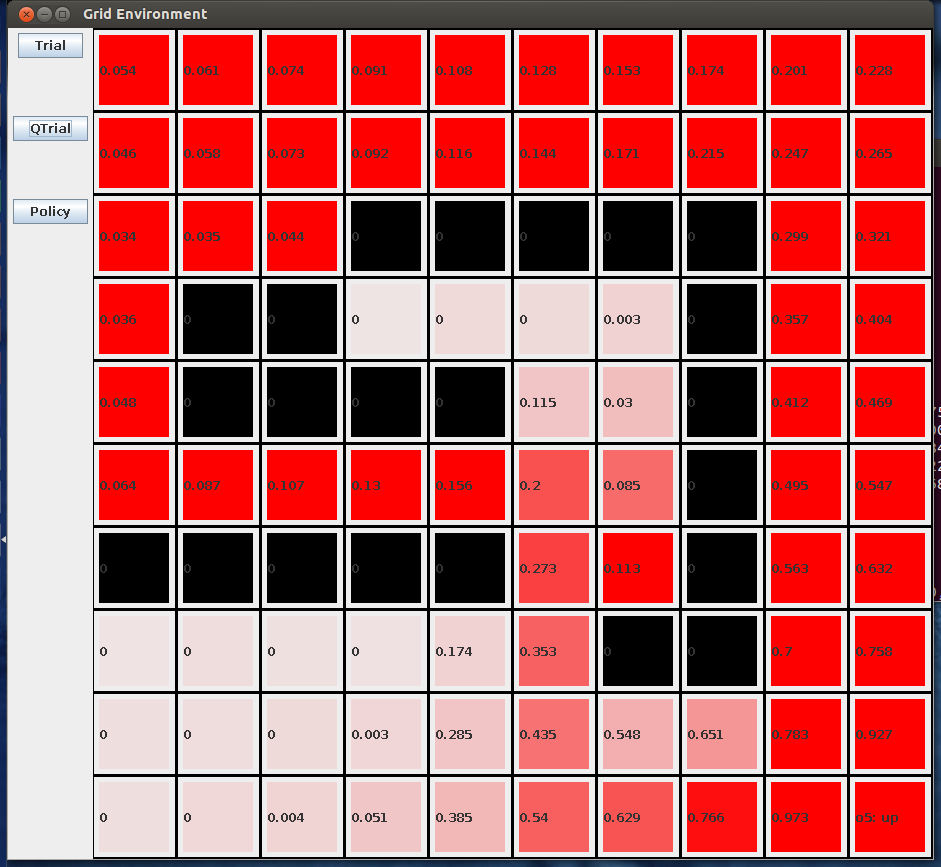 Grid Environment
Trial 0.054 0.061 0.074 0.091 0.108 0.128 0.153 0.174 0.201 0.228
QTrial 0.046 0.058 0.073 0.092 0.116 0.144 0.171 0.215 0.247 0.265
Policy 0.034 0.035 0.044 0 0 0 0 0 0.299 0.321
0.036 0 0 0 0 0 0.003 0 0.357 0.404
0.048 0 0 0 0 0.115 0.03 0 0.412 0.469
0.064 0.087 0.107 0.13 0.156 0.2 0.085 0 0.495 0.547
0 0 0 0 0 0.273 0.113 0 0.563 0.632
0 0 0 0 0.174 0.353 0 0 0.7 0.758
0 0 0 0.003 0.285 0.435 0.548 0.651 0.783 0.927
0 0 0.004 0.051 0.385 0.54 0.629 0.766 0.973 up